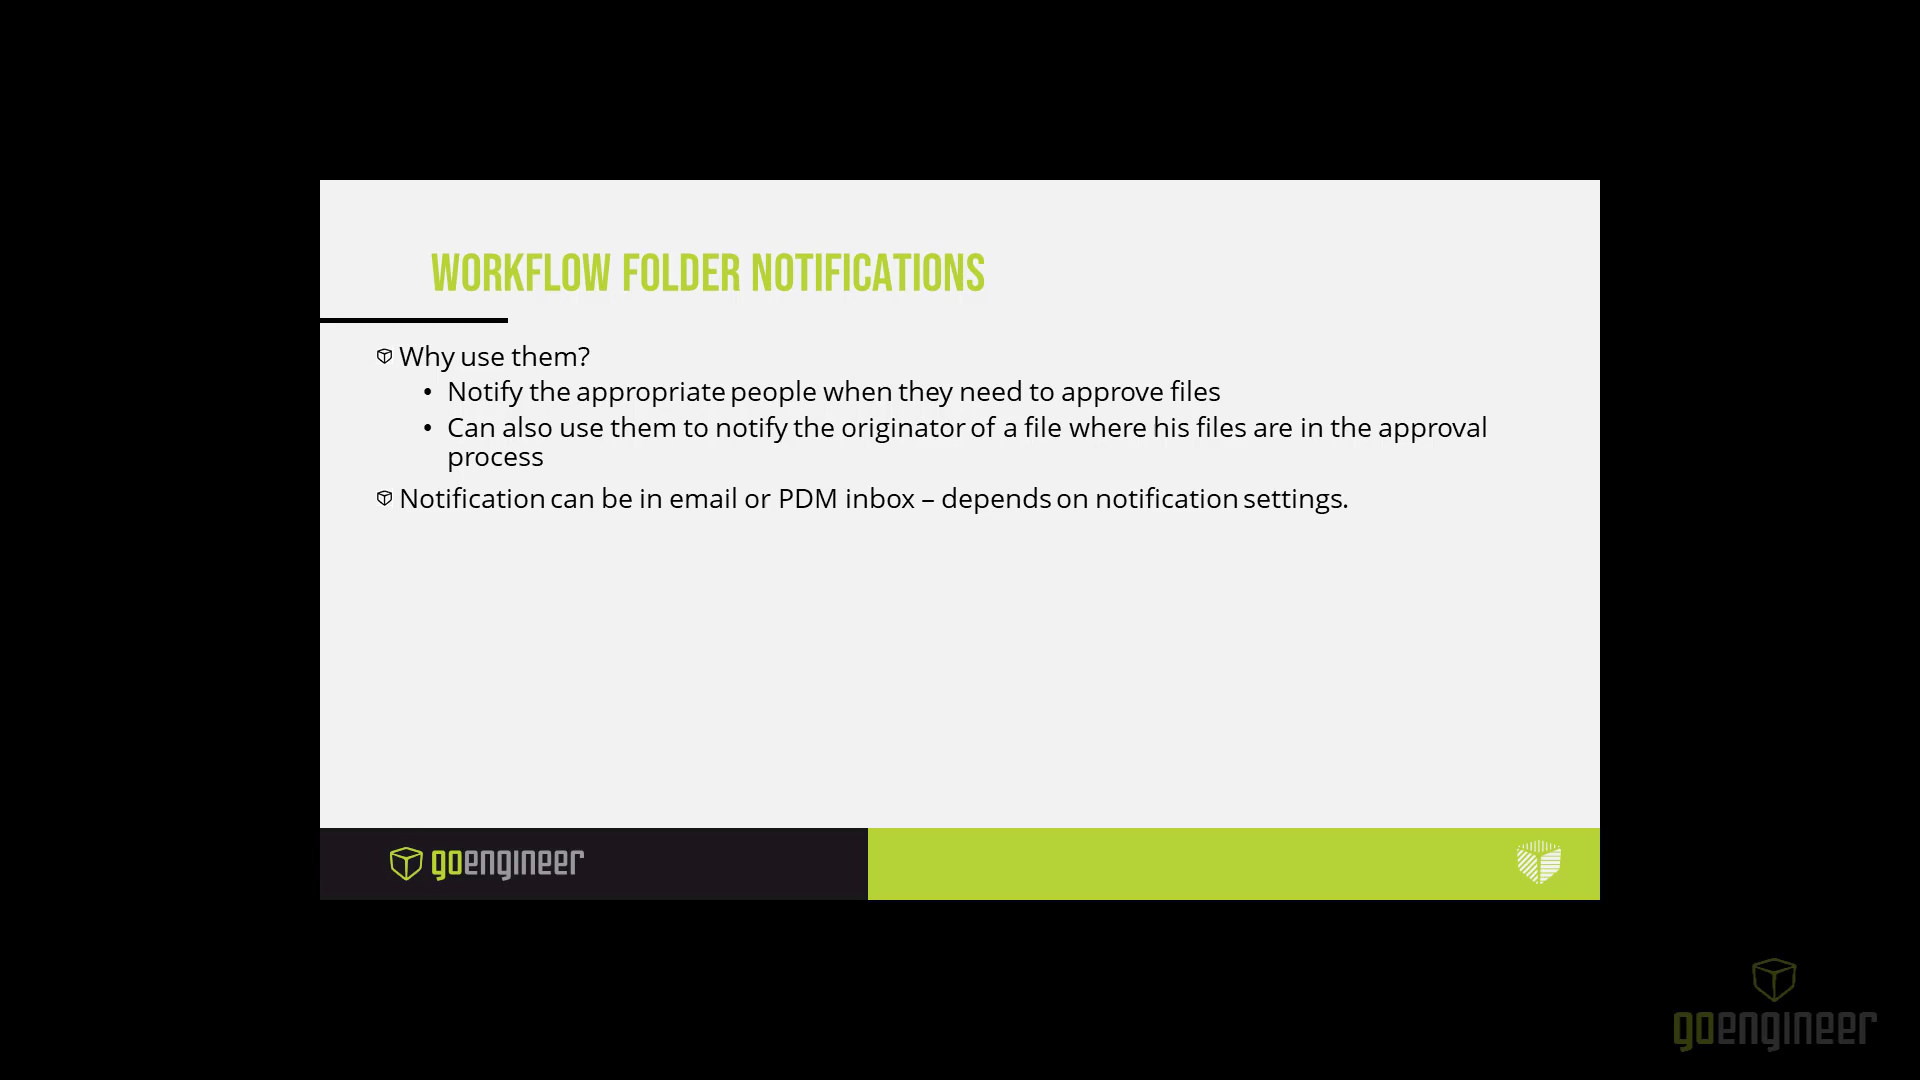 WORKFLOW FOLDER NOTIFICATIONS
Why use them?
• Notify the appropriate people when they need to approve files
• Can also use them to notify the originator of a file where his files are in the approval
process
Notification can be in email or PDM inbox – depends on notification settings.
goengineer
goengineer